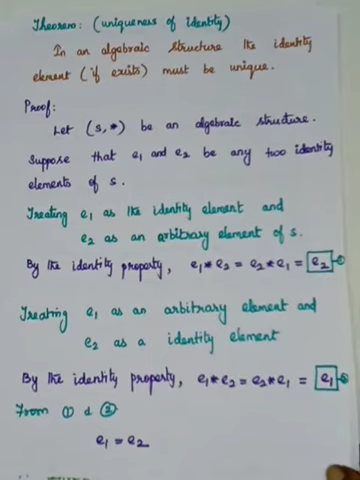 Theorem: (uniqueness of identity)
In an algebraic structure the identity
element (if exists) must be unique.
Proof:
Let (s,*) be an algebraic structure.
Suppose that e₁ and e₂ be any two identity
elements of s.
Treating e₁ as the identity element and
e₂ as an arbitrary element of s.
By the identity property, e₁*e₂ = e₂*e₁ = e₂ ①
Treating e₁ as an arbitrary element and
e₂ as a identity element
By the identity property, e₁*e₂ = e₂*e₁ = e₁
From ① & ②
e₁ = e₂